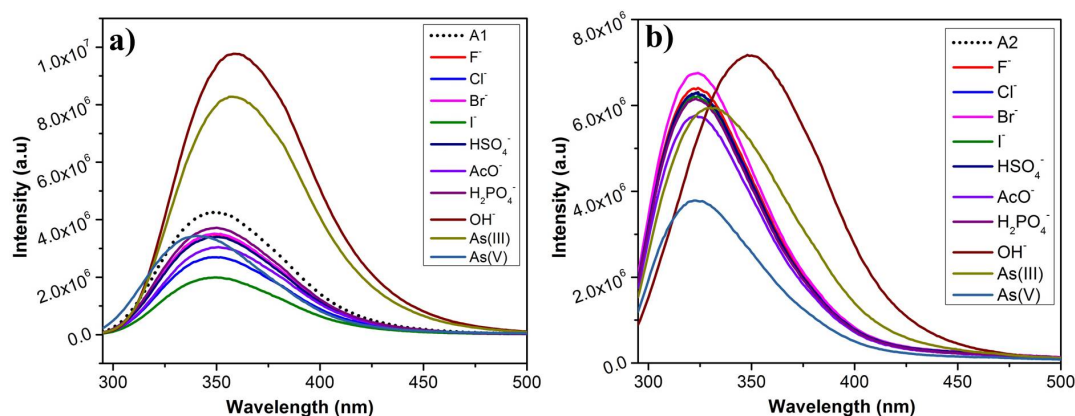 a)
1.0x10⁷
8.0x10⁶
6.0x10⁶
4.0x10⁶
2.0x10⁶
0.0
Intensity (a.u)
300 350 400 450 500
Wavelength (nm)
A1
F⁻
Cl⁻
Br⁻
I⁻
HSO₄⁻
AcO⁻
H₂PO₄⁻
OH⁻
As(III)
As(V)
b)
8.0x10⁶
6.0x10⁶
4.0x10⁶
2.0x10⁶
0.0
Intensity (a.u)
300 350 400 450 500
Wavelength (nm)
A2
F⁻
Cl⁻
Br⁻
I⁻
HSO₄⁻
AcO⁻
H₂PO₄⁻
OH⁻
As(III)
As(V)